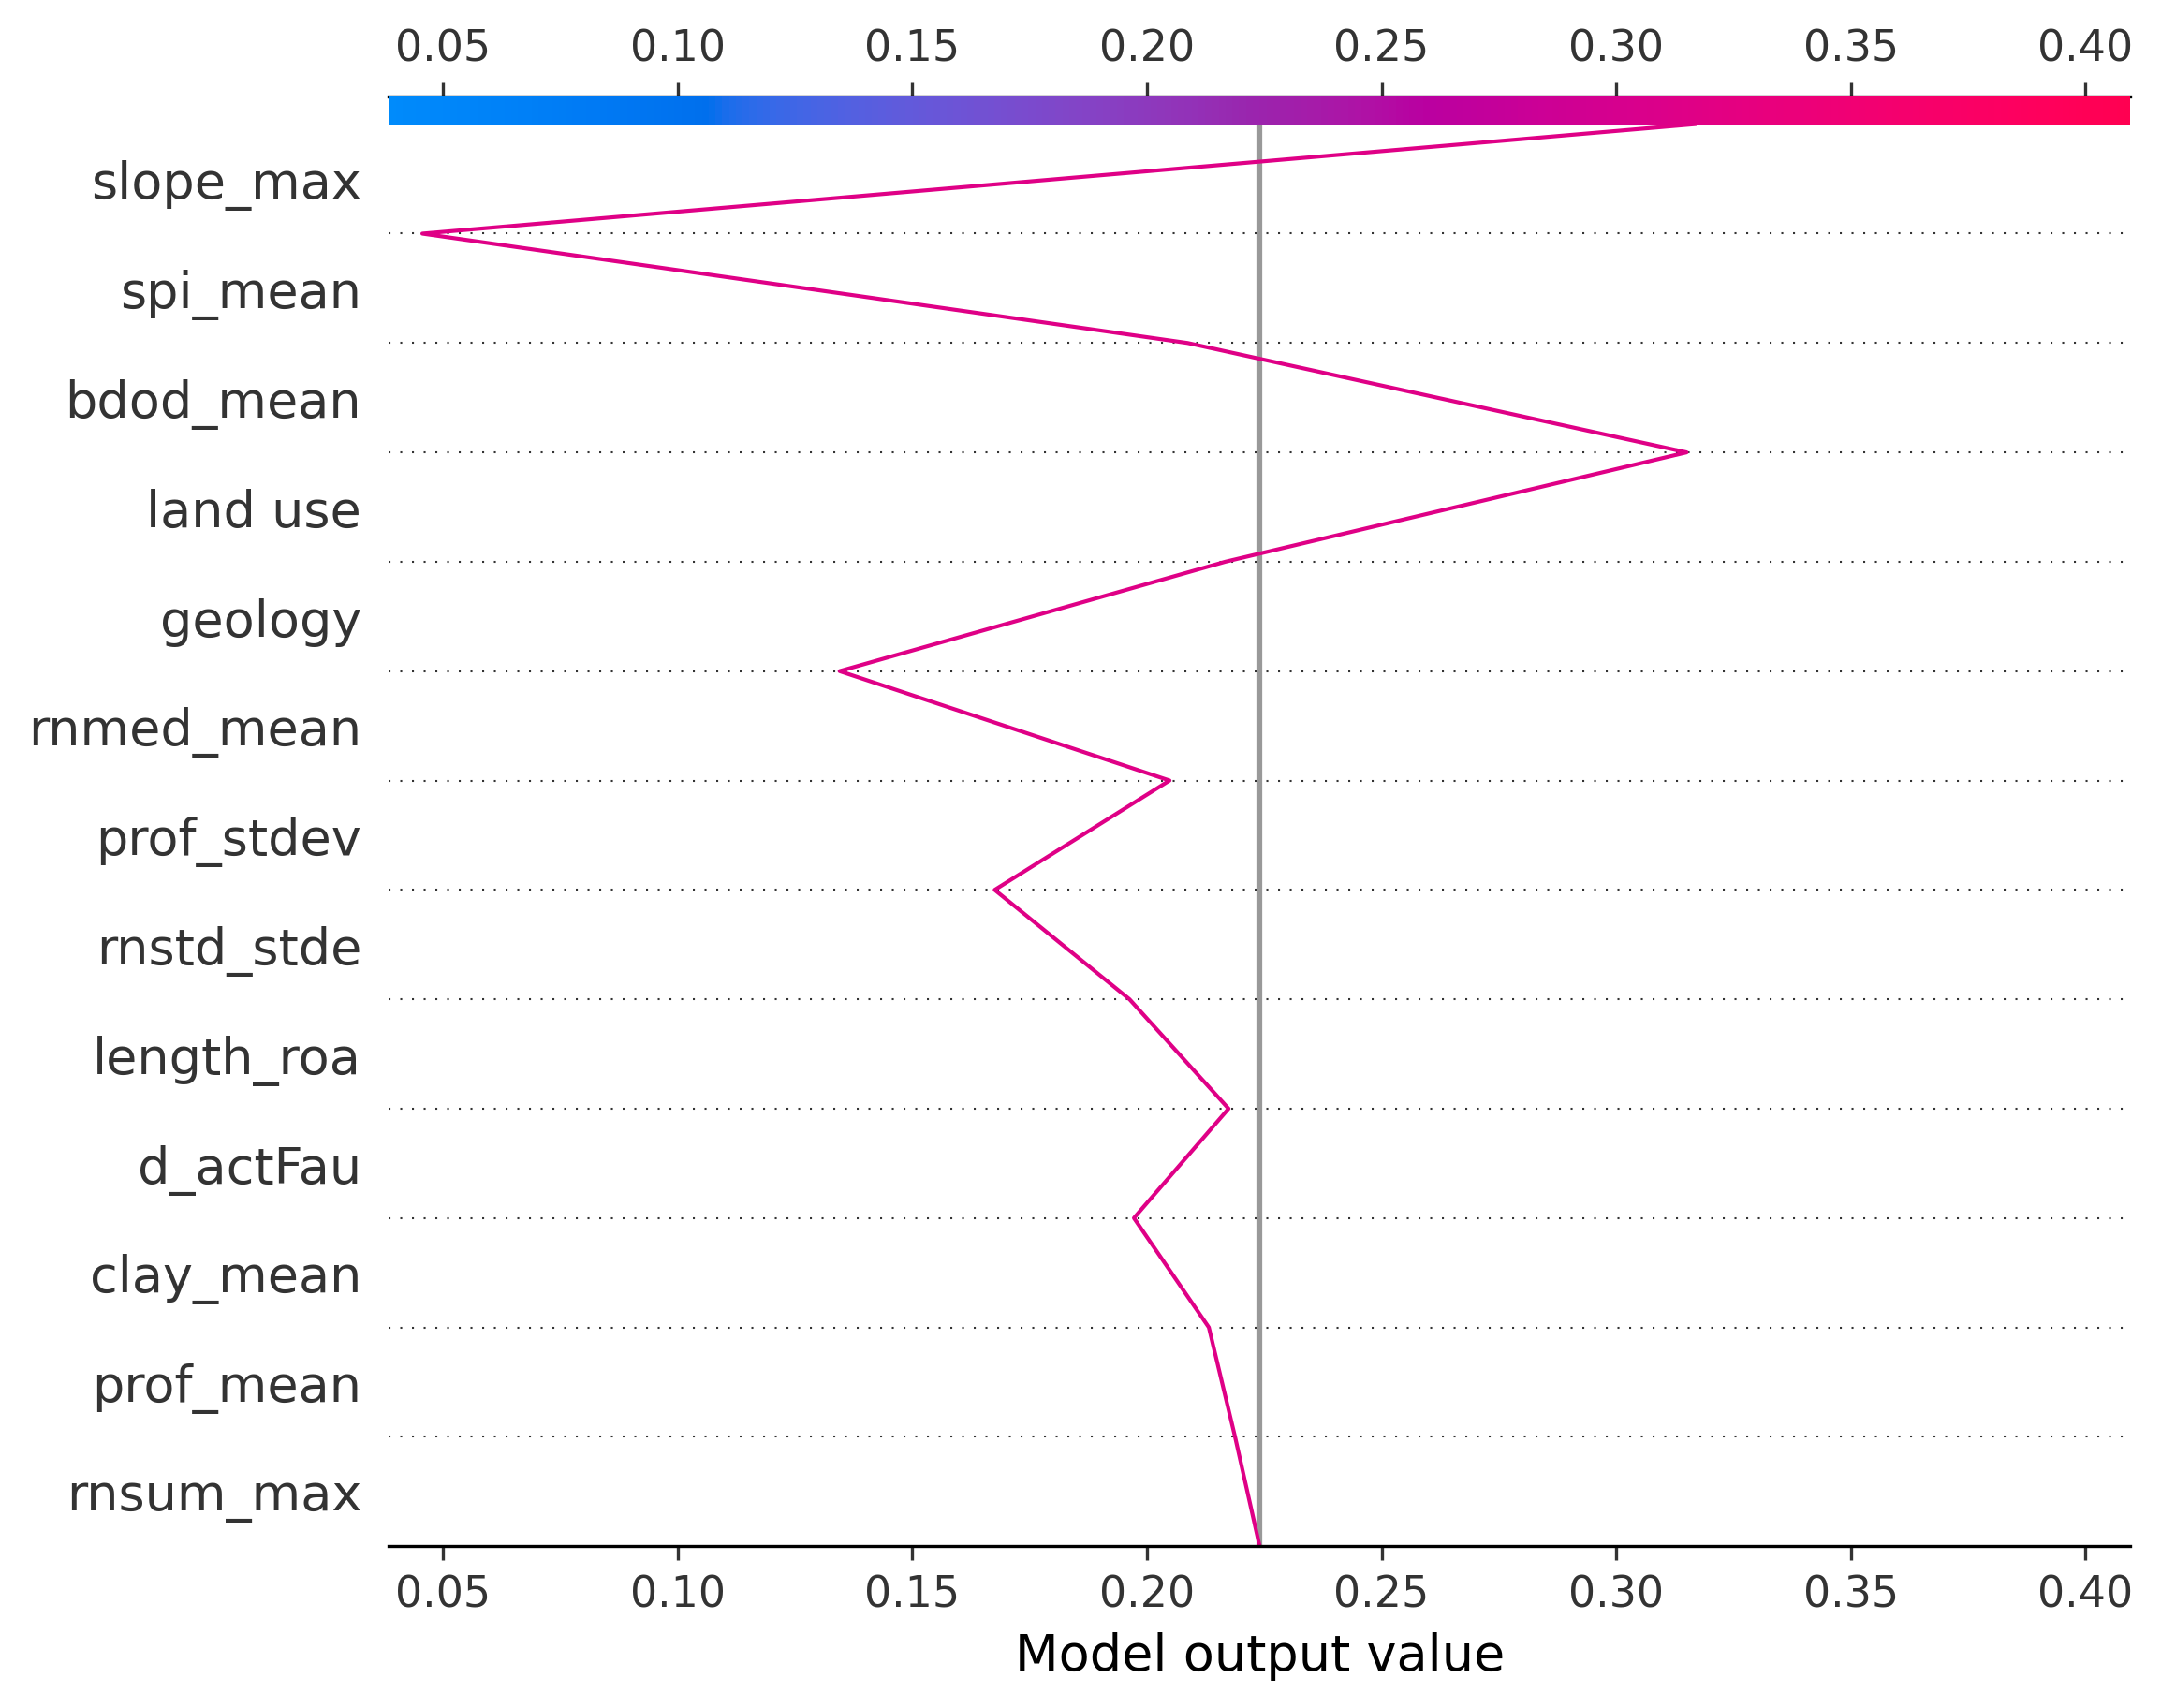 0.05 0.10 0.15 0.20 0.25 0.30 0.35 0.40
slope_max
spi_mean
bdod_mean
land use
geology
rnmed_mean
prof_stdev
rnstd_stde
length_roa
d_actFau
clay_mean
prof_mean
rnsum_max
0.05 0.10 0.15 0.20 0.25 0.30 0.35 0.40
Model output value